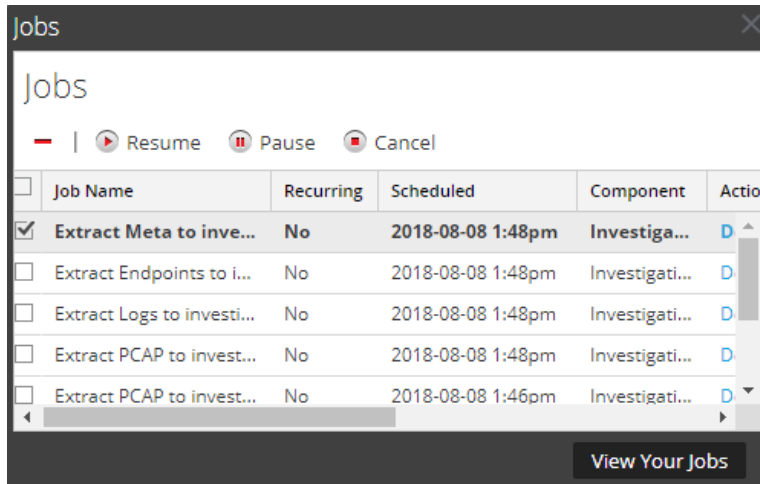 Jobs
Jobs
Resume Pause Cancel
Job Name Recurring Scheduled Component Actio
Extract Meta to inve... No 2018-08-08 1:48pm Investiga... D
Extract Endpoints to i... No 2018-08-08 1:48pm Investigati... D
Extract Logs to investi... No 2018-08-08 1:48pm Investigati... D
Extract PCAP to invest... No 2018-08-08 1:48pm Investigati... D
Extract PCAP to invest... No 2018-08-08 1:46pm Investigati... D
View Your Jobs